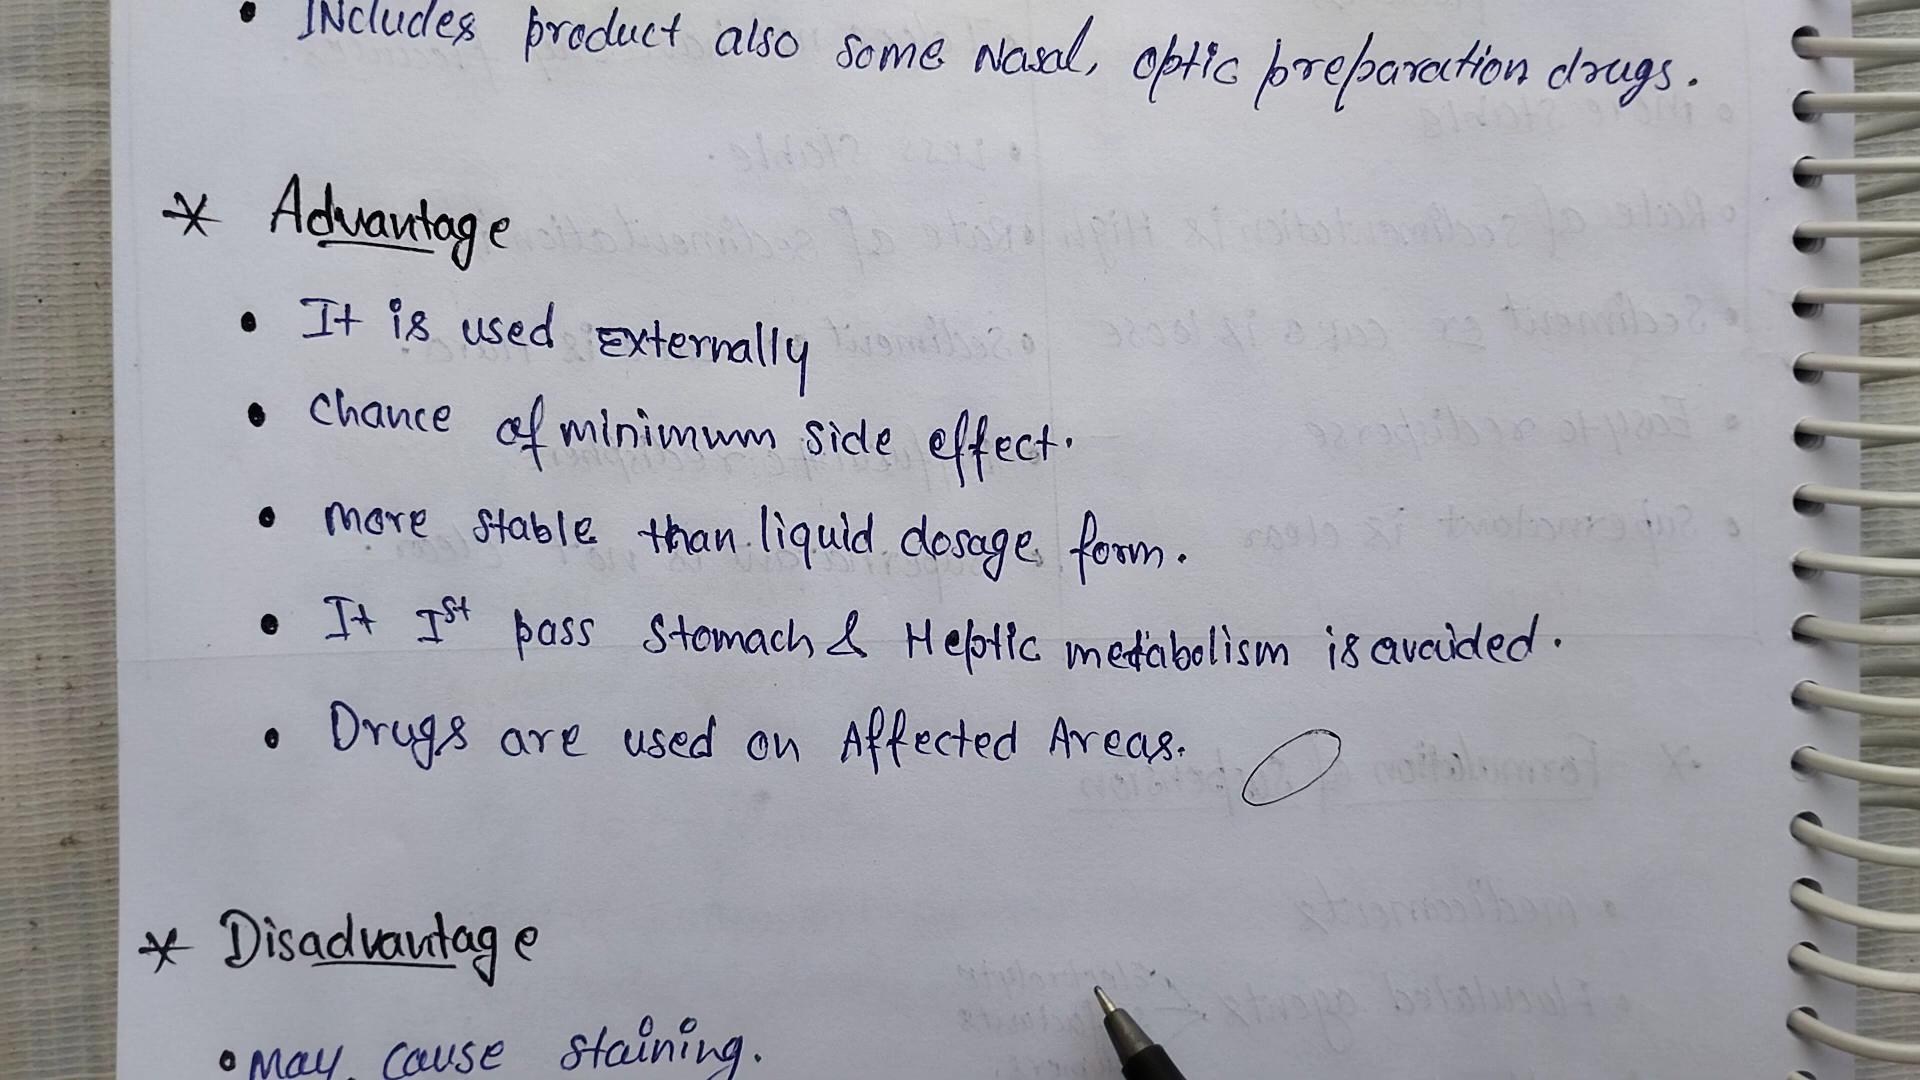 • Includes product also some Nasal, optic preparation drugs.
* Advantage
• It is used Externally
• Chance of minimum side effect.
• more stable than liquid dosage form.
• It Ist pass Stomach & Heptic metabolism is avoided.
• Drugs are used on Affected Areas.
* Disadvantage
• May cause staining.